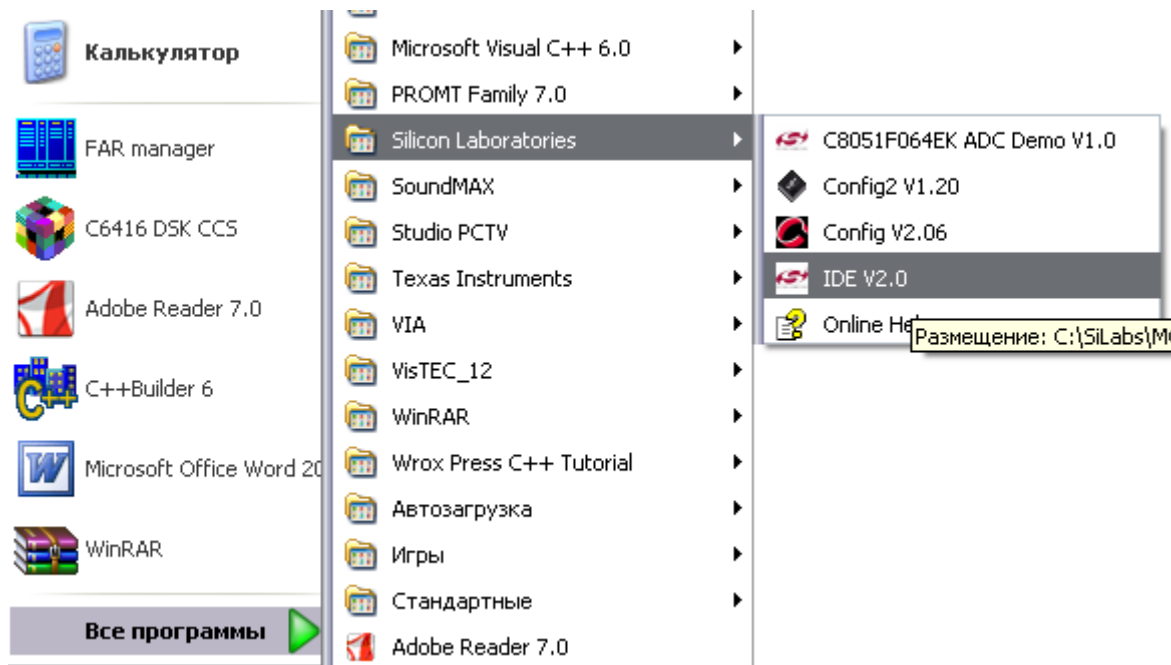 Калькулятор
FAR manager
C6416 DSK CCS
Adobe Reader 7.0
C++Builder 6
Microsoft Office Word 20
WinRAR
Все программы
Microsoft Visual C++ 6.0
PROMT Family 7.0
Silicon Laboratories
SoundMAX
Studio PCTV
Texas Instruments
VIA
VisTEC_12
WinRAR
Wrox Press C++ Tutorial
Автозагрузка
Игры
Стандартные
Adobe Reader 7.0
C8051F064EK ADC Demo V1.0
Config2 V1.20
Config V2.06
IDE V2.0
Online Hel
Размещение: C:\SiLabs\M